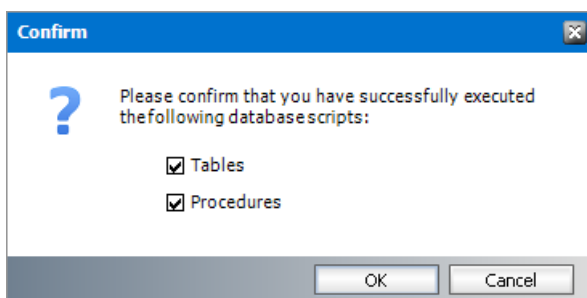 Confirm
Please confirm that you have successfully executed
the following database scripts:
Tables
Procedures
OK
Cancel